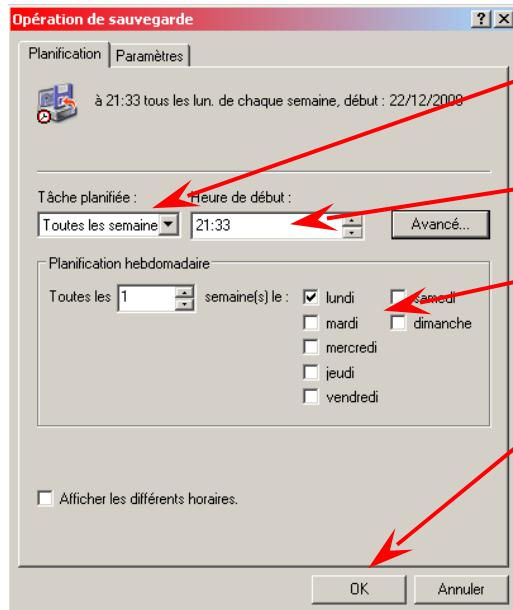 Opération de sauvegarde
Planification Paramètres
à 21:33 tous les lun. de chaque semaine, début : 22/12/2008
Tâche planifiée : Heure de début :
Toutes les semaine 21:33 Avancé...
Planification hebdomadaire
Toutes les 1 semaine(s) le : lundi samedi
mardi dimanche
mercredi
jeudi
vendredi
Afficher les différents horaires.
OK Annuler